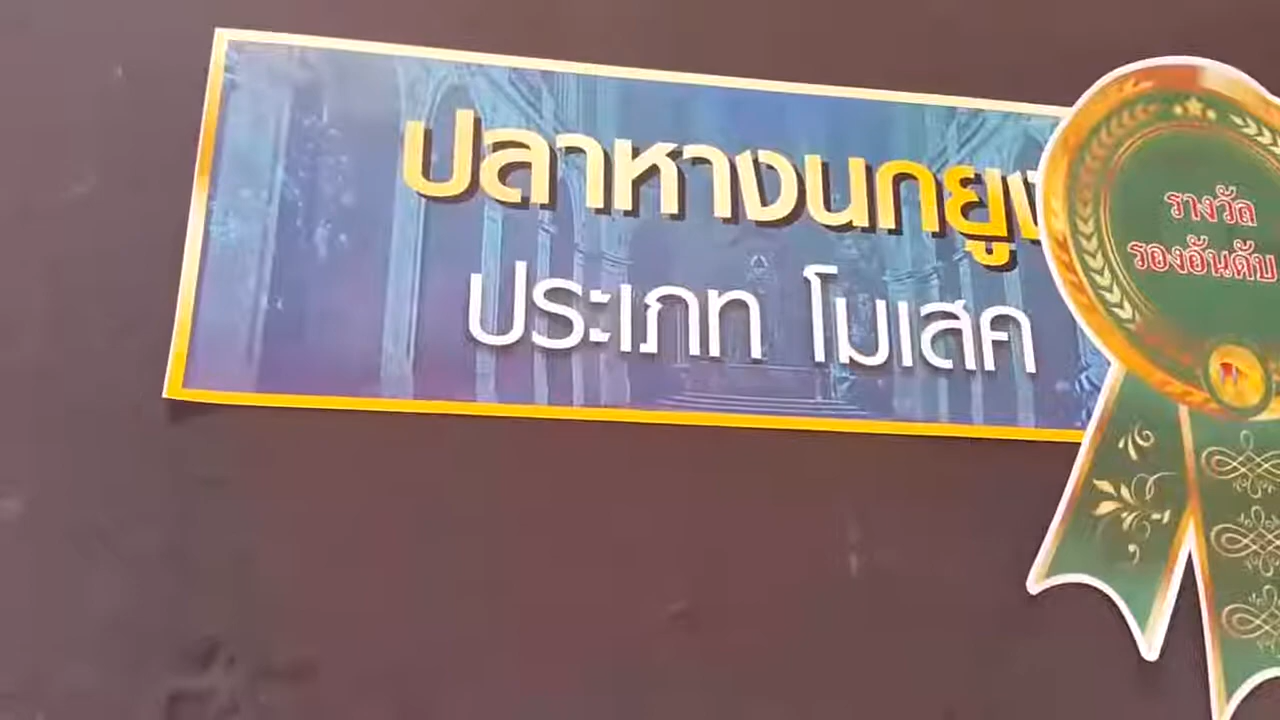 ปลาหางนกยูง
ประเภท โมเสค
รางวัล
รองอันดับ